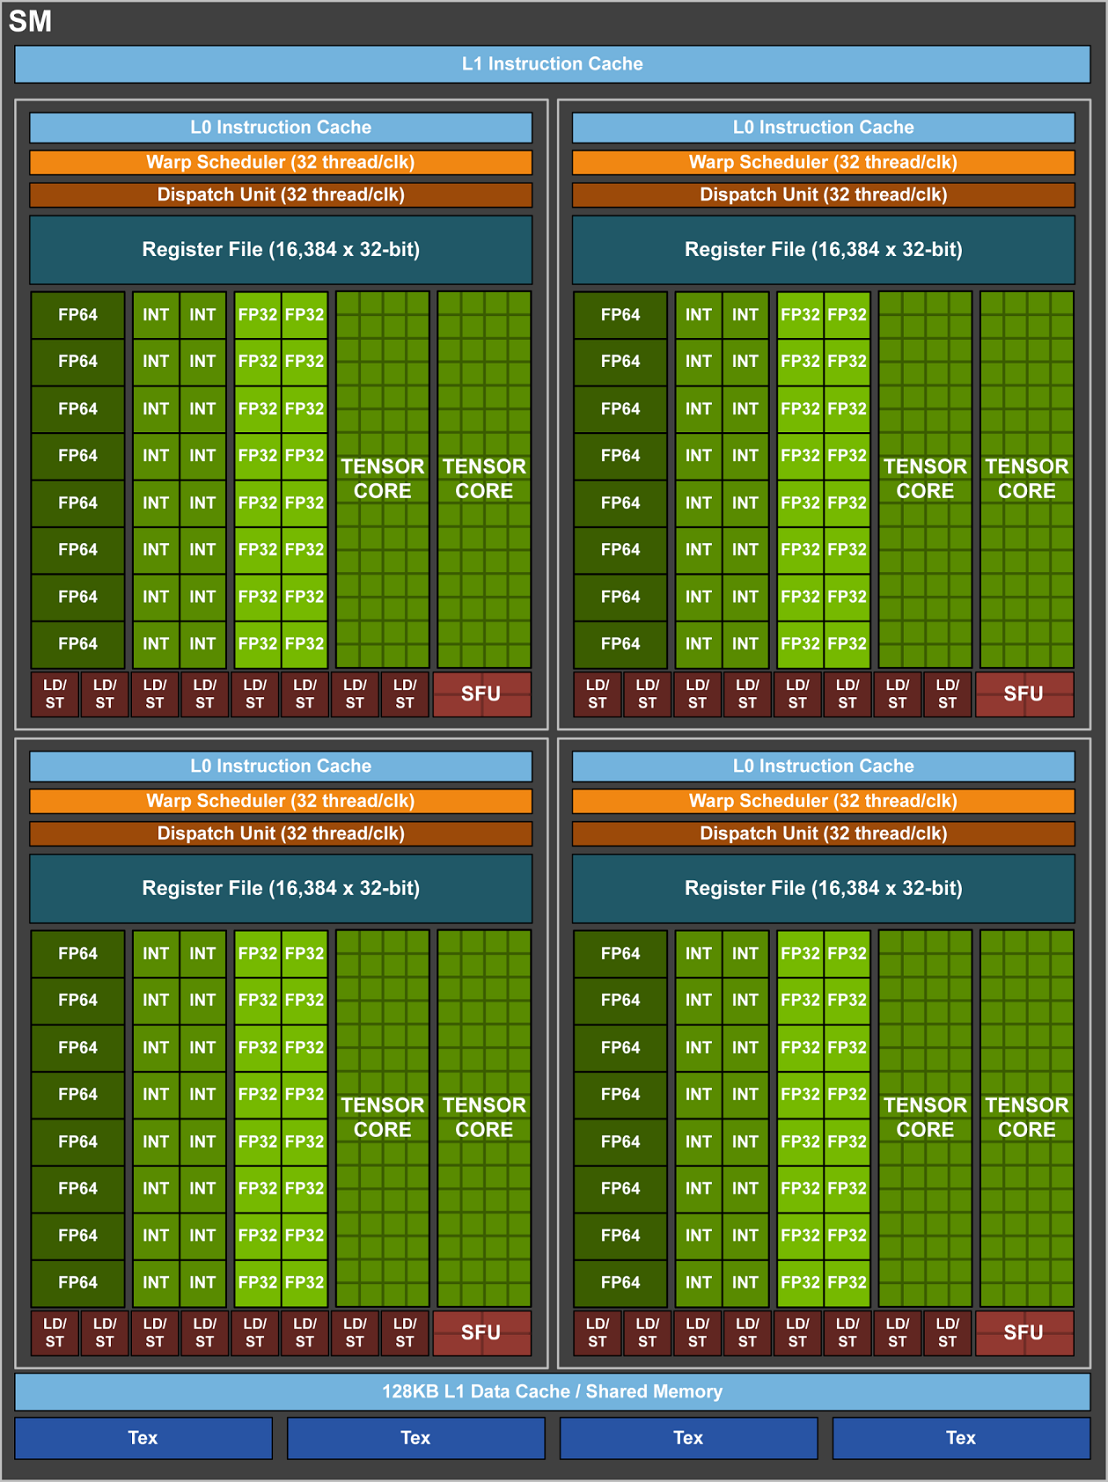 SM
L1 Instruction Cache
L0 Instruction Cache
Warp Scheduler (32 thread/clk)
Dispatch Unit (32 thread/clk)
Register File (16,384 x 32-bit)
FP64 INT INT FP32 FP32
FP64 INT INT FP32 FP32
FP64 INT INT FP32 FP32
FP64 INT INT FP32 FP32
TENSOR TENSOR
CORE CORE
FP64 INT INT FP32 FP32
FP64 INT INT FP32 FP32
FP64 INT INT FP32 FP32
FP64 INT INT FP32 FP32
LD/ LD/ LD/ LD/ LD/ LD/ LD/ LD/
ST ST ST ST ST ST ST ST
SFU
L0 Instruction Cache
Warp Scheduler (32 thread/clk)
Dispatch Unit (32 thread/clk)
Register File (16,384 x 32-bit)
FP64 INT INT FP32 FP32
FP64 INT INT FP32 FP32
FP64 INT INT FP32 FP32
FP64 INT INT FP32 FP32
TENSOR TENSOR
CORE CORE
FP64 INT INT FP32 FP32
FP64 INT INT FP32 FP32
FP64 INT INT FP32 FP32
FP64 INT INT FP32 FP32
LD/ LD/ LD/ LD/ LD/ LD/ LD/ LD/
ST ST ST ST ST ST ST ST
SFU
L0 Instruction Cache
Warp Scheduler (32 thread/clk)
Dispatch Unit (32 thread/clk)
Register File (16,384 x 32-bit)
FP64 INT INT FP32 FP32
FP64 INT INT FP32 FP32
FP64 INT INT FP32 FP32
FP64 INT INT FP32 FP32
TENSOR TENSOR
CORE CORE
FP64 INT INT FP32 FP32
FP64 INT INT FP32 FP32
FP64 INT INT FP32 FP32
FP64 INT INT FP32 FP32
LD/ LD/ LD/ LD/ LD/ LD/ LD/ LD/
ST ST ST ST ST ST ST ST
SFU
L0 Instruction Cache
Warp Scheduler (32 thread/clk)
Dispatch Unit (32 thread/clk)
Register File (16,384 x 32-bit)
FP64 INT INT FP32 FP32
FP64 INT INT FP32 FP32
FP64 INT INT FP32 FP32
FP64 INT INT FP32 FP32
TENSOR TENSOR
CORE CORE
FP64 INT INT FP32 FP32
FP64 INT INT FP32 FP32
FP64 INT INT FP32 FP32
FP64 INT INT FP32 FP32
LD/ LD/ LD/ LD/ LD/ LD/ LD/ LD/
ST ST ST ST ST ST ST ST
SFU
128KB L1 Data Cache / Shared Memory
Tex Tex Tex Tex